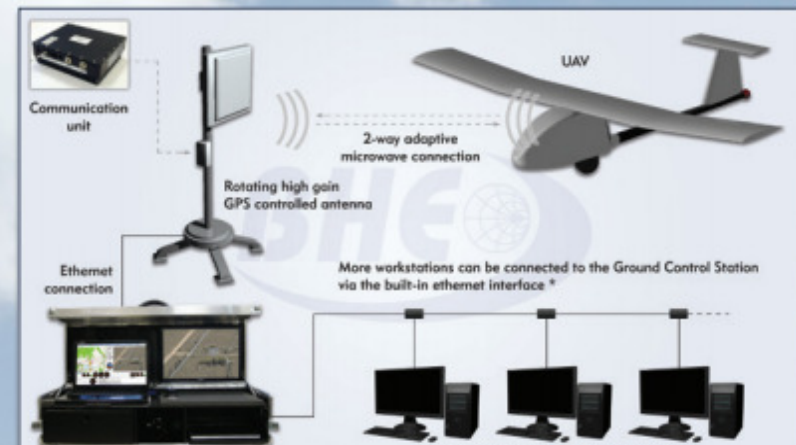 UAV
Communication
unit
2-way adaptive
microwave connection
Rotating high gain
GPS controlled antenna
BHE
Ethernet
connection
More workstations can be connected to the Ground Control Station
via the built-in ethernet interface *